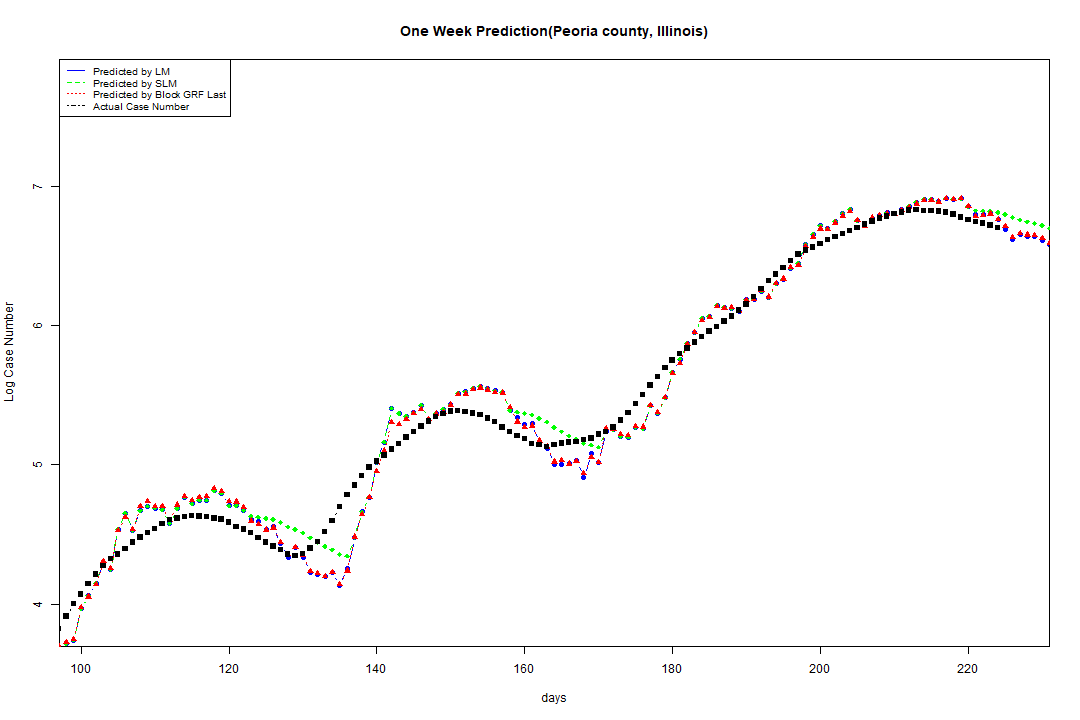 One Week Prediction(Peoria county, Illinois)
Predicted by LM
Predicted by SLM
Predicted by Block GRF Last
Actual Case Number
Log Case Number
7
6
5
4
100 120 140 160 180 200 220
days